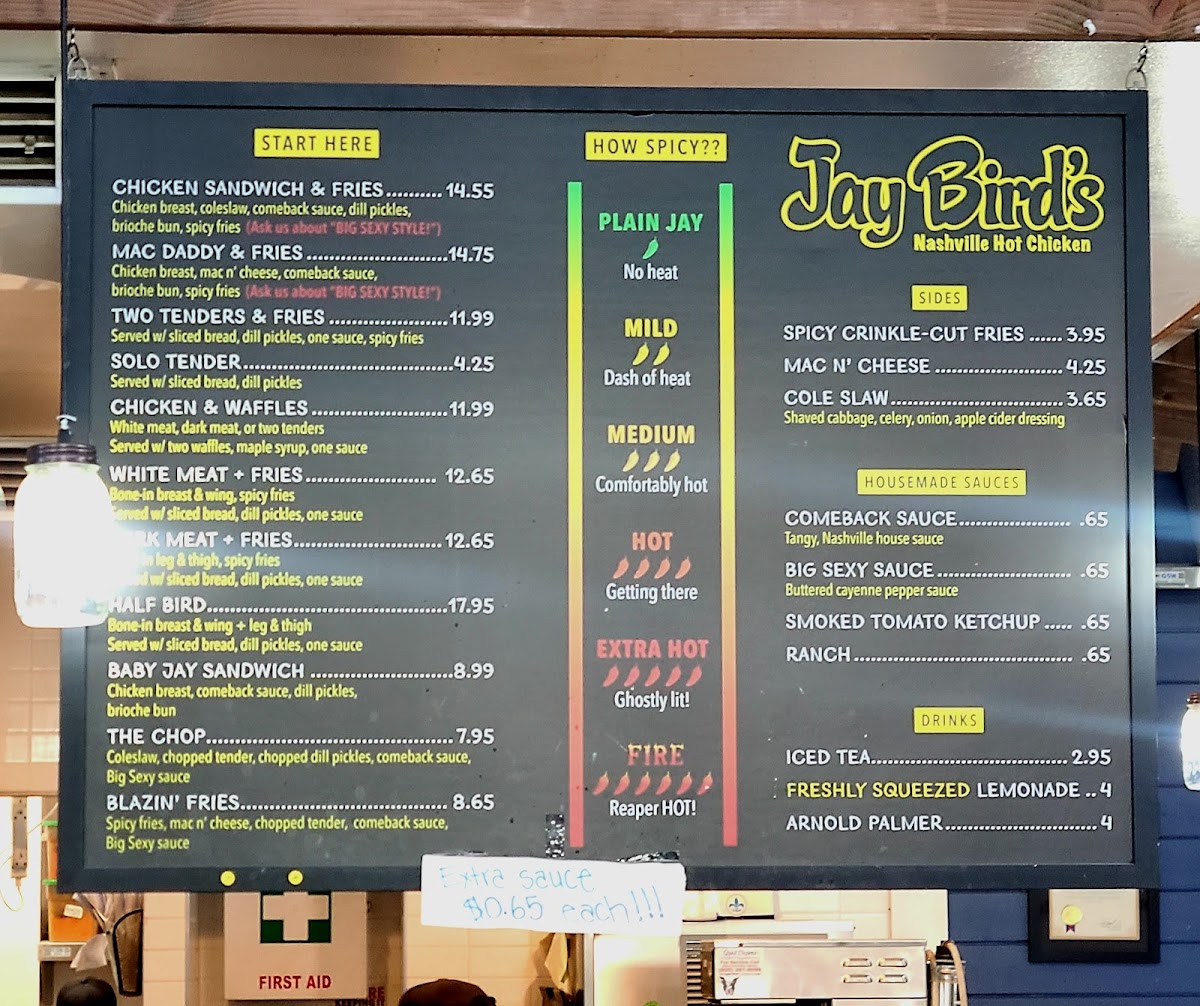 START HERE
CHICKEN SANDWICH & FRIES.......... 14.55
Chicken breast, coleslaw, comeback sauce, dill pickles,
brioche bun, spicy fries (Ask us about "BIG SEXY STYLE!")
MAC DADDY & FRIES ..........................14.75
Chicken breast, mac n' cheese, comeback sauce,
brioche bun, spicy fries (Ask us about "BIG SEXY STYLE!")
TWO TENDERS & FRIES ......................11.99
Served w/ sliced bread, dill pickles, one sauce, spicy fries
SOLO TENDER.......................................4.25
Served w/ sliced bread, dill pickles
CHICKEN & WAFFLES .........................11.99
White meat, dark meat, or two tenders
Served w/ two waffles, maple syrup, one sauce
WHITE MEAT + FRIES........................ 12.65
Bone-in breast & wing, spicy fries
Served w/ sliced bread, dill pickles, one sauce
MEAT + FRIES........................... 12.65
leg & thigh, spicy fries
w/ sliced bread, dill pickles, one sauce
HALF BIRD............................................17.95
Bone-in breast & wing + leg & thigh
Served w/ sliced bread, dill pickles, one sauce
BABY JAY SANDWICH ..........................8.99
Chicken breast, comeback sauce, dill pickles,
brioche bun
THE CHOP.............................................7.95
Coleslaw, chopped tender, chopped dill pickles, comeback sauce,
Big Sexy sauce
BLAZIN' FRIES..................................... 8.65
Spicy fries, mac n' cheese, chopped tender, comeback sauce,
Big Sexy sauce
HOW SPICY??
PLAIN JAY
No heat
MILD
Dash of heat
MEDIUM
Comfortably hot
HOT
Getting there
EXTRA HOT
Ghostly lit!
FIRE
Reaper HOT!
Jay Bird's
Nashville Hot Chicken
SIDES
SPICY CRINKLE-CUT FRIES ...... 3.95
MAC N' CHEESE ....................... 4.25
COLE SLAW............................... 3.65
Shaved cabbage, celery, onion, apple cider dressing
HOUSEMADE SAUCES
COMEBACK SAUCE.................... .65
Tangy, Nashville house sauce
BIG SEXY SAUCE ........................ .65
Buttered cayenne pepper sauce
SMOKED TOMATO KETCHUP ..... .65
RANCH ....................................... .65
DRINKS
ICED TEA................................... 2.95
FRESHLY SQUEEZED LEMONADE ..4
ARNOLD PALMER...........................4
Extra sauce
$0.65 each!!!
FIRST AID